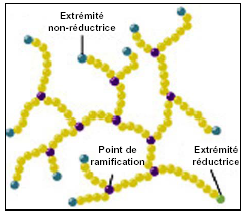 Extrémité
non-réductrice
Point de
ramification
Extrémité
réductrice